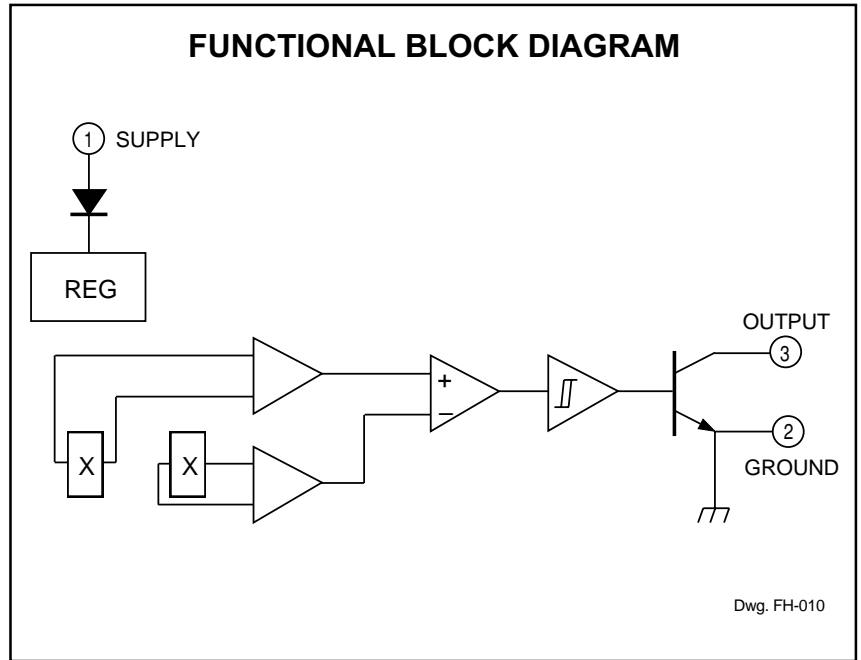 FUNCTIONAL BLOCK DIAGRAM
1 SUPPLY
REG
X
X
+
−
OUTPUT
3
2
GROUND
Dwg. FH-010